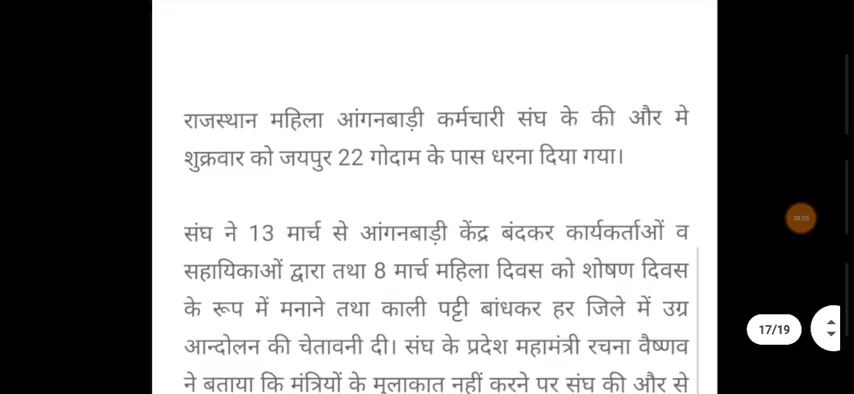 राजस्थान महिला आंगनबाड़ी कर्मचारी संघ के की और मे
शुक्रवार को जयपुर 22 गोदाम के पास धरना दिया गया।
संघ ने 13 मार्च से आंगनबाड़ी केंद्र बंदकर कार्यकर्ताओं व
सहायिकाओं द्वारा तथा 8 मार्च महिला दिवस को शोषण दिवस
के रूप में मनाने तथा काली पट्टी बांधकर हर जिले में उग्र
आन्दोलन की चेतावनी दी। संघ के प्रदेश महामंत्री रचना वैष्णव
ने बताया कि मंत्रियों के मुलाकात नहीं करने पर संघ की और से
17/19